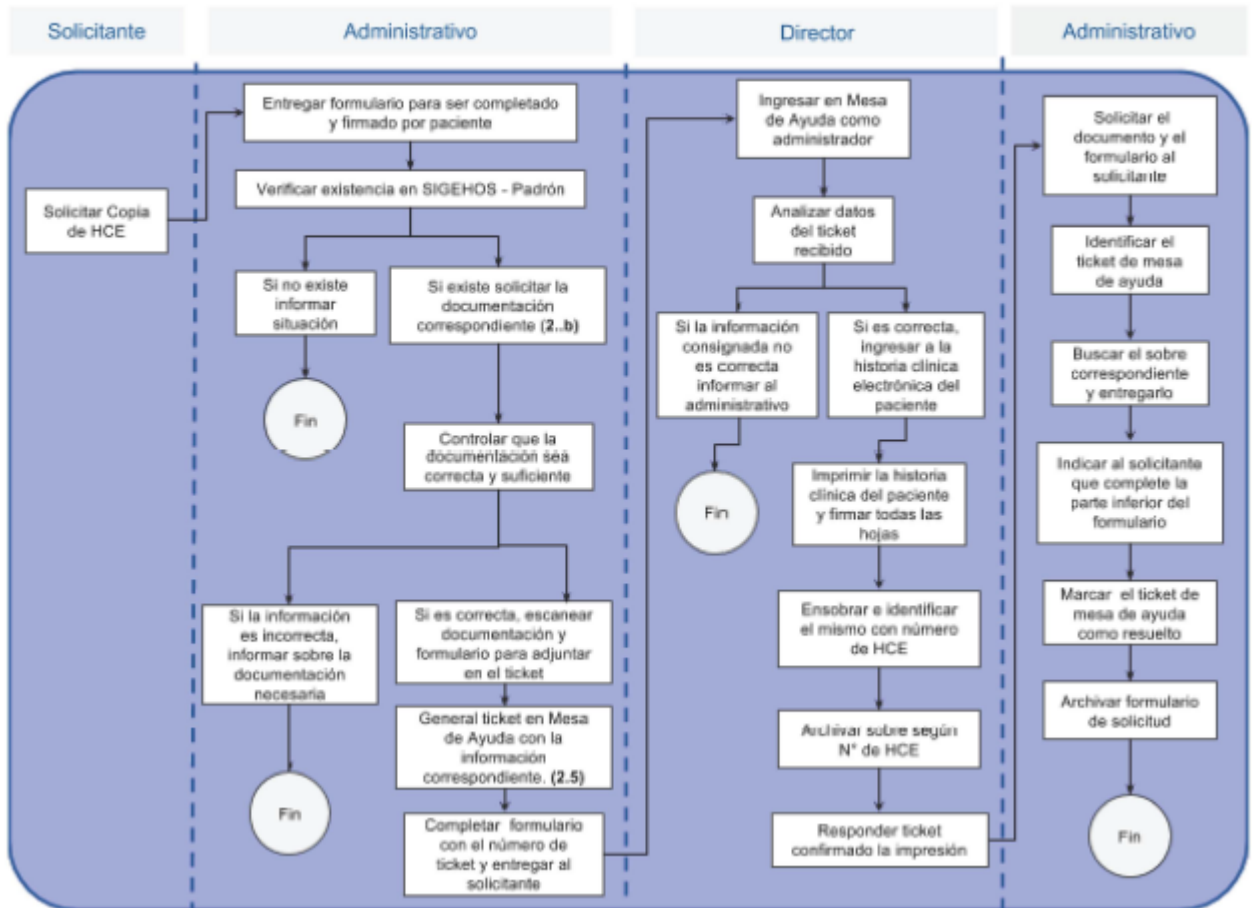 Solicitante
Administrativo
Director
Administrativo
Solicitar Copia
de HCE
Entregar formulario para ser completado
y firmado por paciente
Verificar existencia en SIGEHOS - Padrón
Si no existe
informar
situación
Fin
Si existe solicitar la
documentación
correspondiente (2..b)
Controlar que la
documentación sea
correcta y suficiente
Si la información
es incorrecta,
informar sobre la
documentación
necesaria
Fin
Si es correcta, escanear
documentación y
formulario para adjuntar
en el ticket
General ticket en Mesa
de Ayuda con la
información
correspondiente. (2.5)
Completar formulario
con el número de
ticket y entregar al
solicitante
Ingresar en Mesa
de Ayuda como
administrador
Analizar datos
del ticket
recibido
Si la información
consignada no
es correcta
informar al
administrativo
Fin
Si es correcta,
ingresar a la
historia clínica
electrónica del
paciente
Imprimir la historia
clínica del paciente
y firmar todas las
hojas
Ensobrar e identificar
el mismo con número
de HCE
Archivar sobre según
N° de HCE
Responder ticket
confirmado la impresión
Solicitar el
documento y el
formulario al
sulicitante
Identificar el
ticket de mesa
de ayuda
Buscar el sobre
correspondiente
y entregarlo
Indicar al solicitante
que complete la
parte inferior del
formulario
Marcar el ticket de
mesa de ayuda
como resuelto
Archivar formulario
de solicitud
Fin